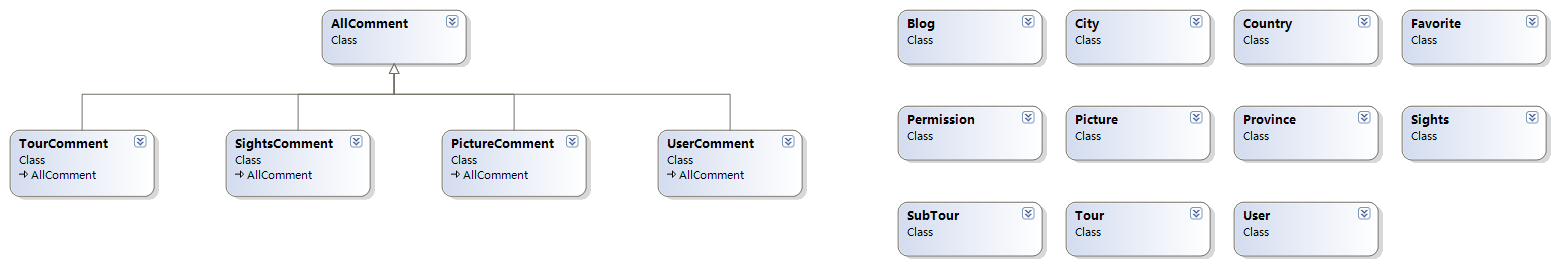 AllComment
Class
TourComment
Class
AllComment
SightsComment
Class
AllComment
PictureComment
Class
AllComment
UserComment
Class
AllComment
Blog
Class
City
Class
Country
Class
Favorite
Class
Permission
Class
Picture
Class
Province
Class
Sights
Class
SubTour
Class
Tour
Class
User
Class